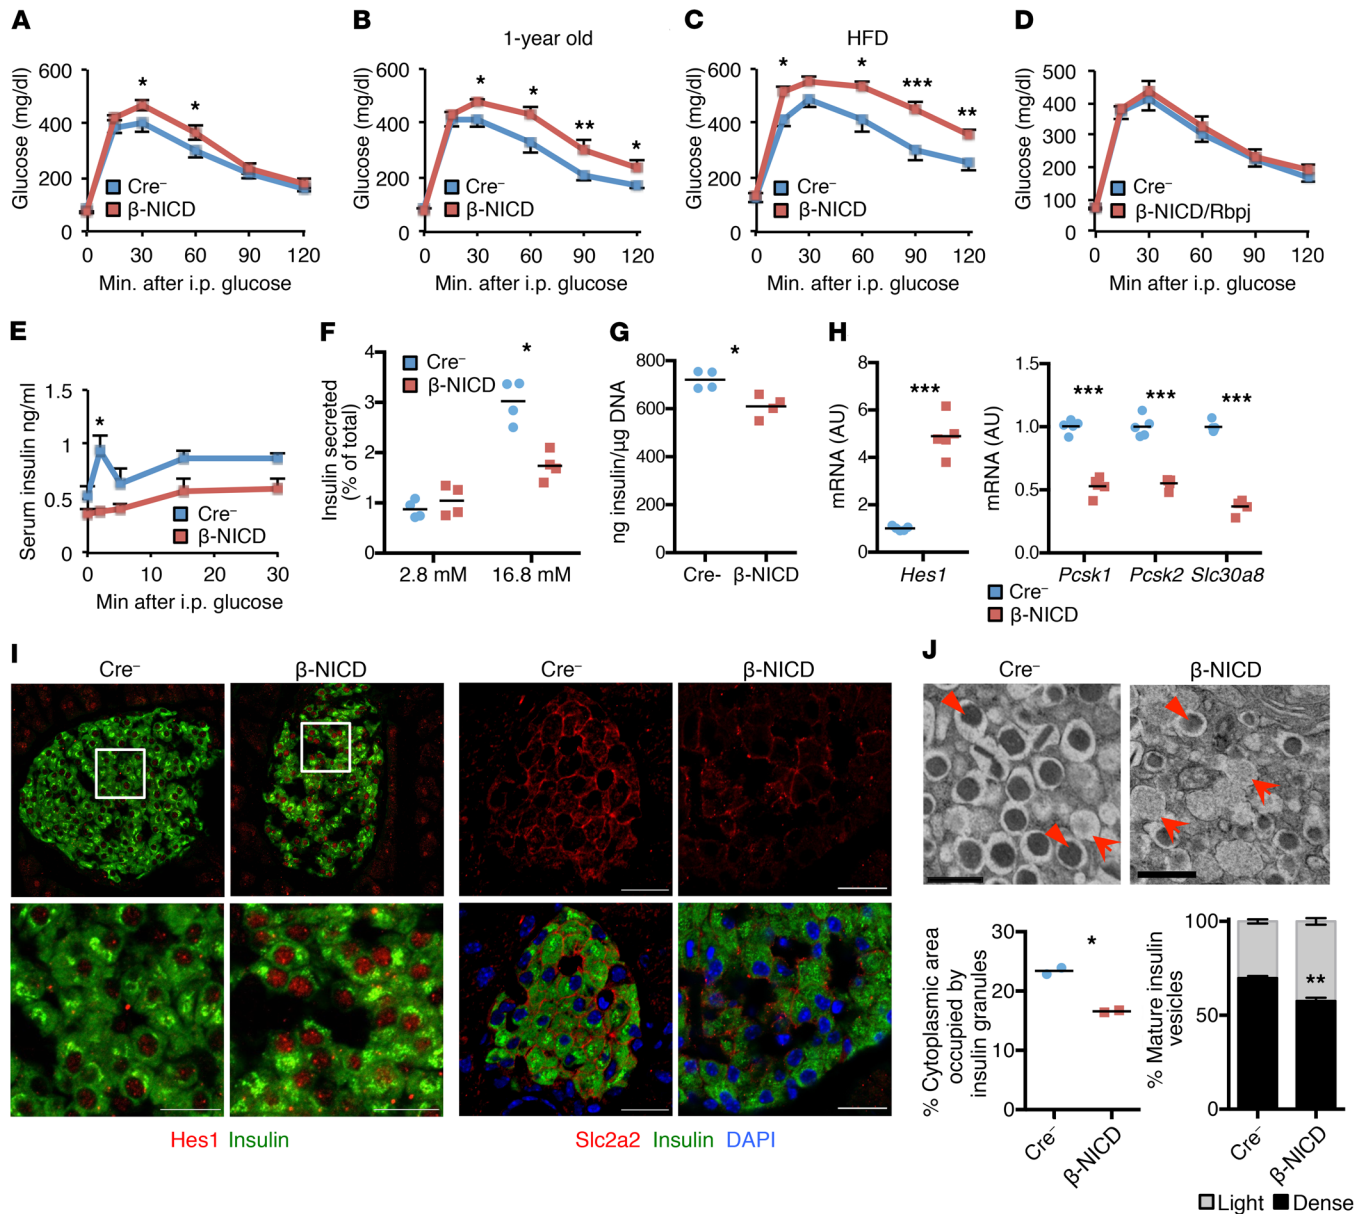 A
B
C
D
1-year old
HFD
Glucose (mg/dl)
600
400
200
0
*
*
Cre⁻
β-NICD
0 30 60 90 120
Min. after i.p. glucose
Glucose (mg/dl)
600
400
200
0
*
*
**
*
Cre⁻
β-NICD
0 30 60 90 120
Min. after i.p. glucose
Glucose (mg/dl)
600
400
200
0
*
*
***
**
Cre⁻
β-NICD
0 30 60 90 120
Min. after i.p. glucose
Glucose (mg/dl)
500
400
300
200
100
0
Cre⁻
β-NICD/Rbpj
0 30 60 90 120
Min after i.p. glucose
E
Serum insulin ng/ml
1.5
1
0.5
0
*
Cre⁻
β-NICD
0 10 20 30
Min after i.p. glucose
F
Insulin secreted
(% of total)
4
3
2
1
0
Cre⁻
β-NICD
*
2.8 mM 16.8 mM
G
ng insulin/µg DNA
800
600
400
200
0
*
Cre- β-NICD
H
mRNA (AU)
8
6
4
2
0
***
Hes1
mRNA (AU)
1.5
1.0
0.5
0.0
***
***
***
Pcsk1 Pcsk2 Slc30a8
Cre⁻
β-NICD
I
Cre⁻
β-NICD
Cre⁻
β-NICD
Hes1 Insulin
Slc2a2 Insulin DAPI
J
Cre⁻
β-NICD
% Cytoplasmic area
occupied by
insulin granules
30
20
10
0
*
Cre⁻
β-NICD
% Mature insulin
vesicles
100
50
0
**
Cre⁻
β-NICD
Light Dense